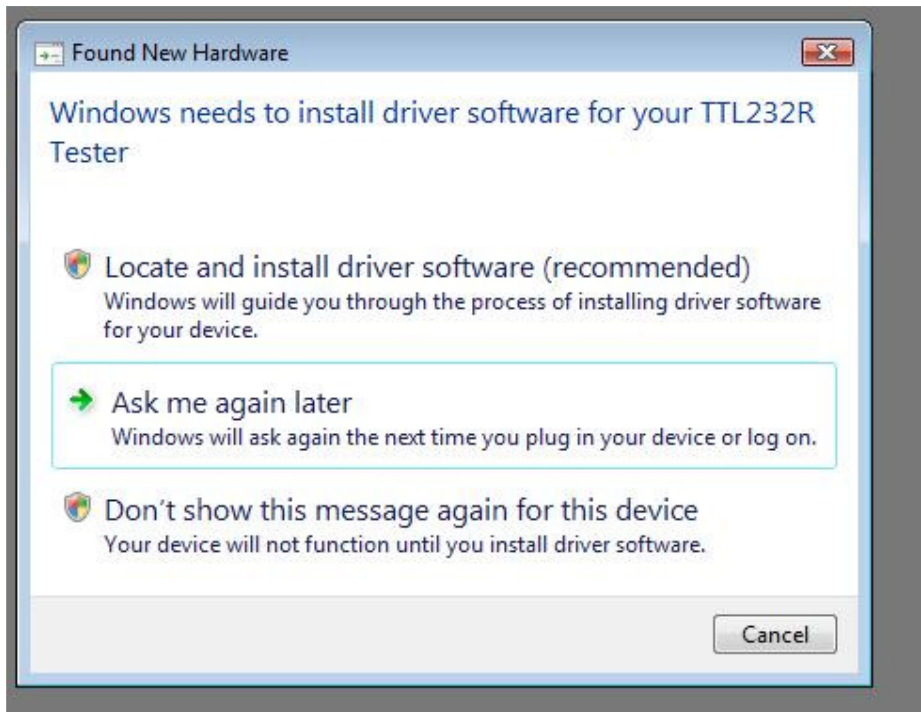 Found New Hardware
Windows needs to install driver software for your TTL232R
Tester
Locate and install driver software (recommended)
Windows will guide you through the process of installing driver software
for your device.
Ask me again later
Windows will ask again the next time you plug in your device or log on.
Don't show this message again for this device
Your device will not function until you install driver software.
Cancel